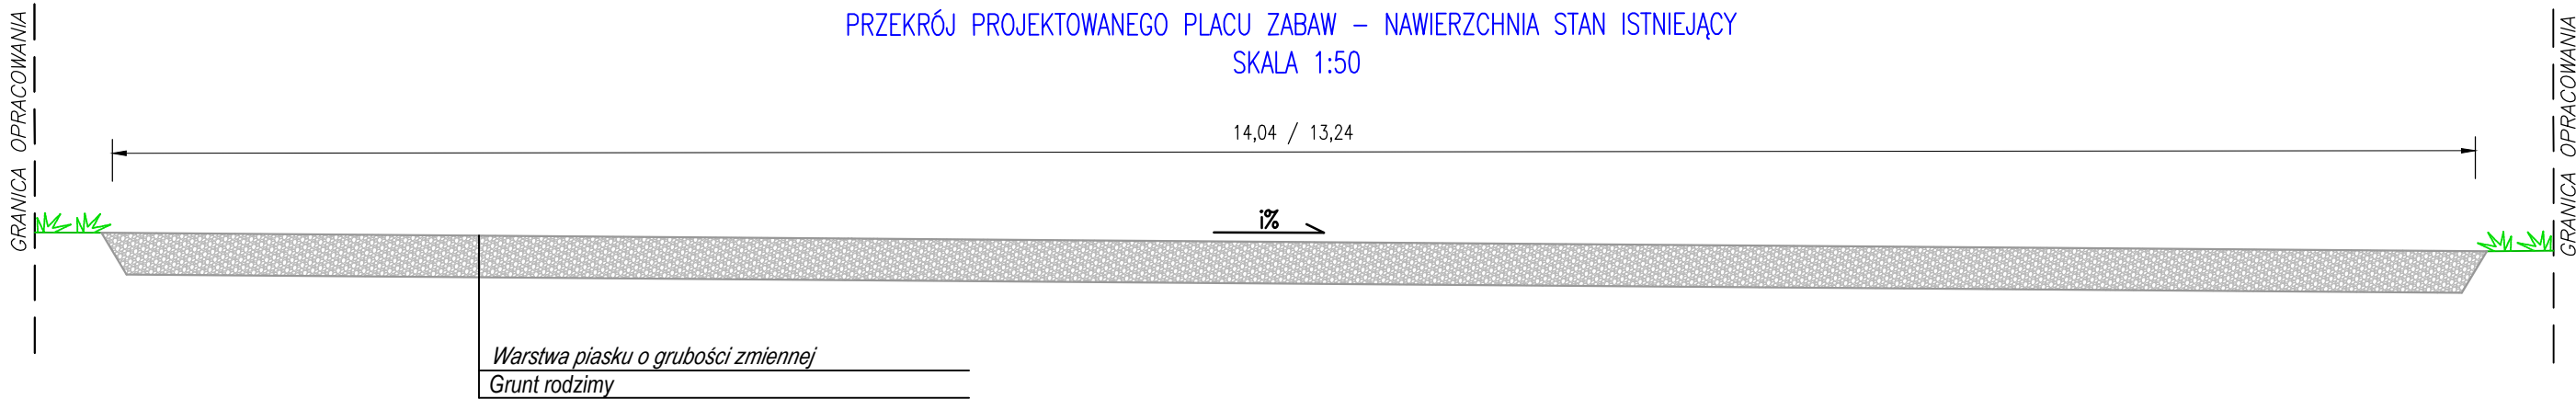 PRZEKRÓJ PROJEKTOWANEGO PLACU ZABAW – NAWIERZCHNIA STAN ISTNIEJĄCY
SKALA 1:50
GRANICA OPRACOWANIA
14,04 / 13,24
i%
GRANICA OPRACOWANIA
Warstwa piasku o grubości zmiennej
Grunt rodzimy